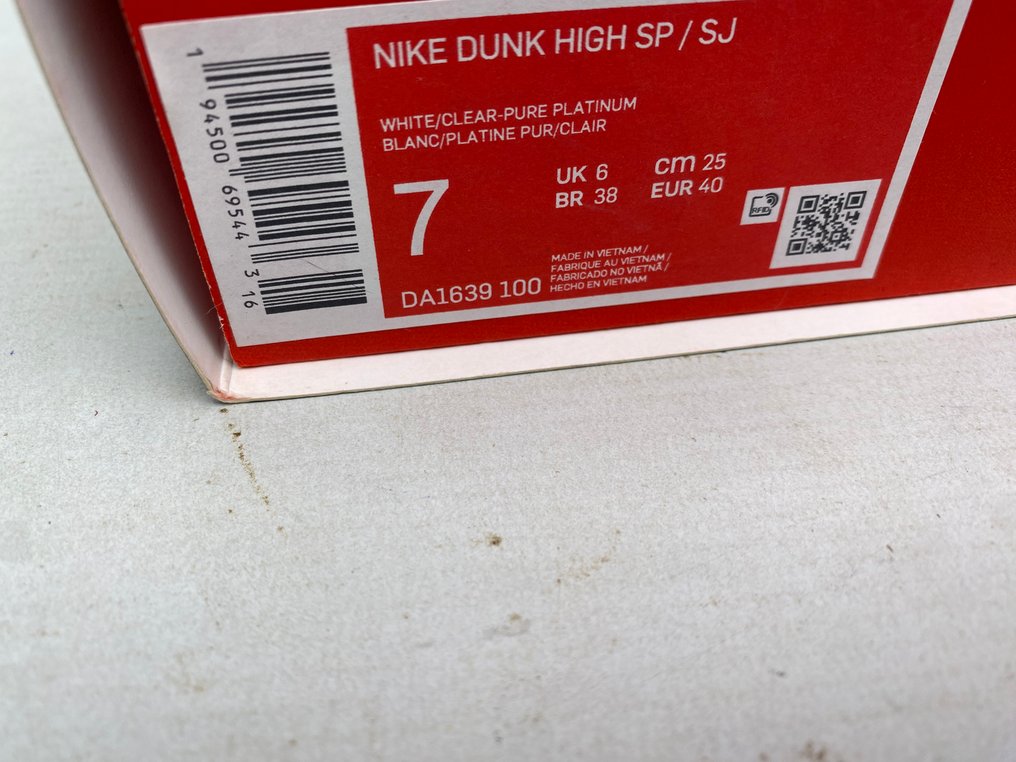 NIKE DUNK HIGH SP / SJ
WHITE/CLEAR-PURE PLATINUM
BLANC/PLATINE PUR/CLAIR
7
UK 6
cm 25
BR 38
EUR 40
RFID
DA1639 100
MADE IN VIETNAM /
FABRIQUE AU VIETNAM /
FABRICADO NO VIETNÃ /
HECHO EN VIETNAM
1 94500 69544 3 16